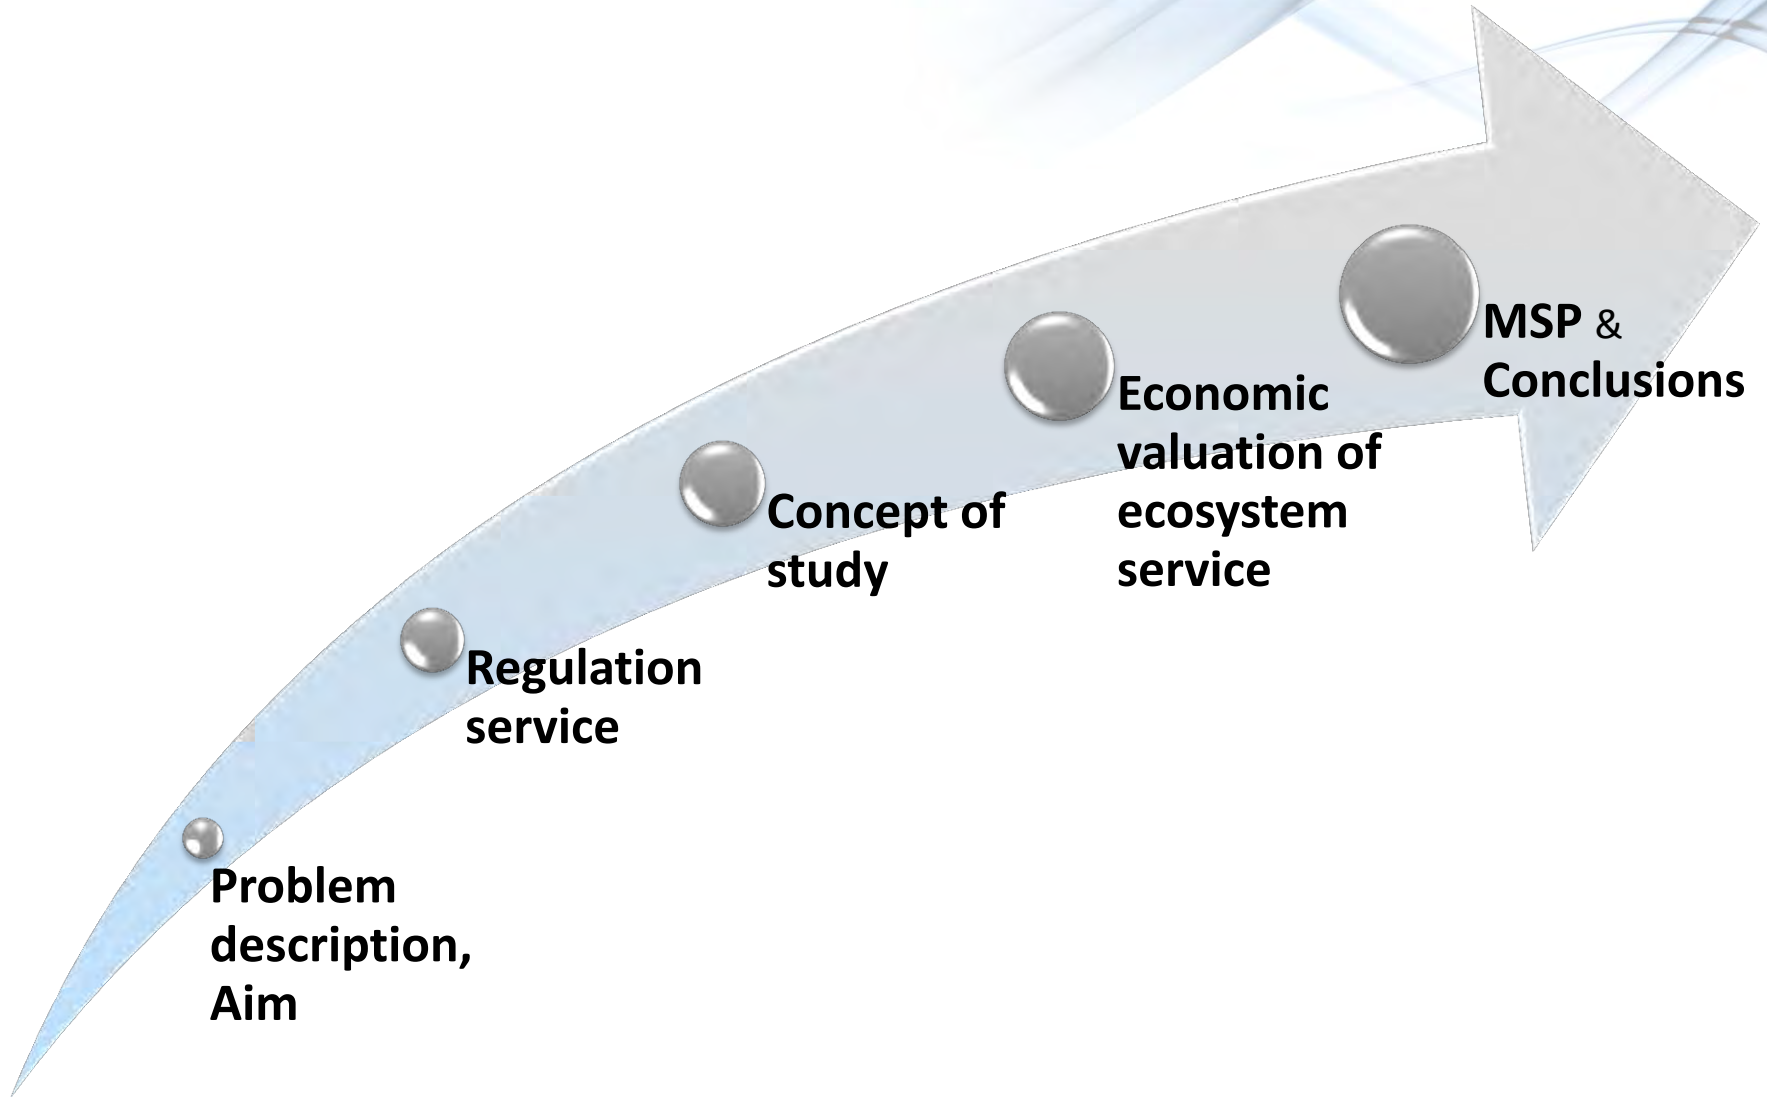 Problem
description,
Aim
Regulation
service
Concept of
study
Economic
valuation of
ecosystem
service
MSP &
Conclusions